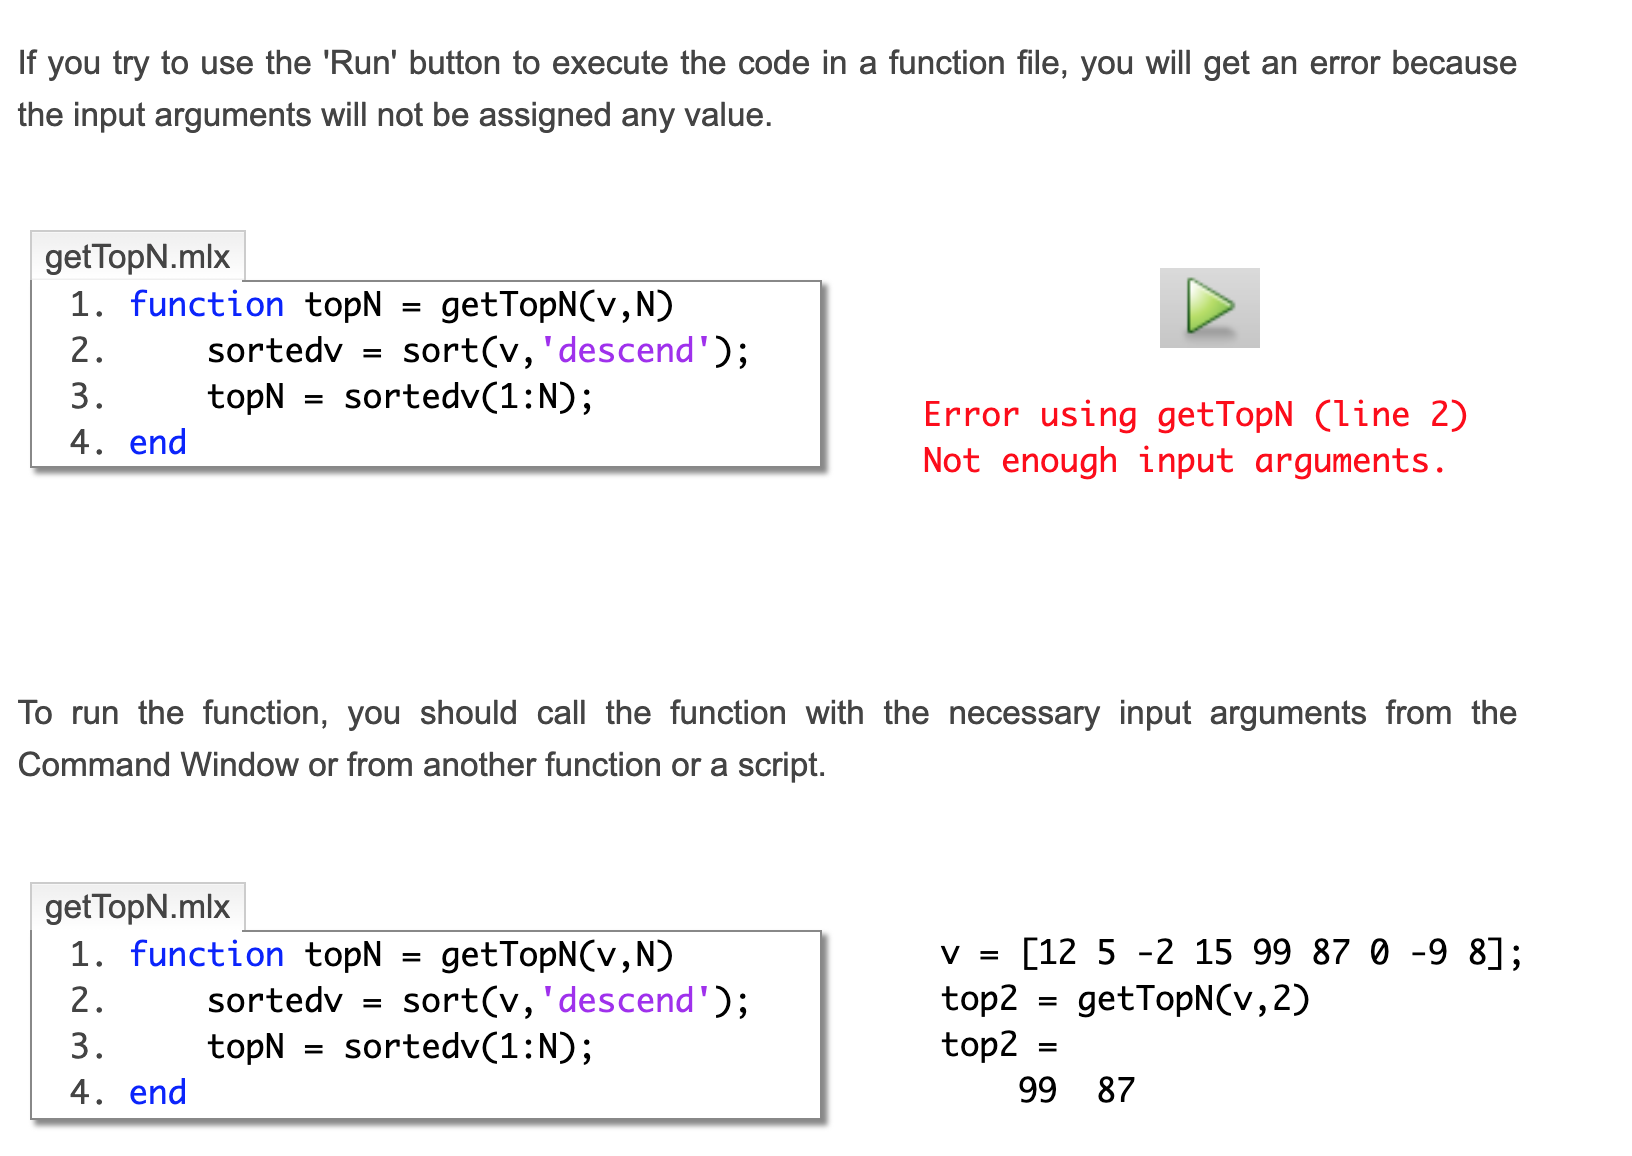 If you try to use the 'Run' button to execute the code in a function file, you will get an error because
the input arguments will not be assigned any value.
getTopN.mlx
1. function topN = getTopN(v,N)
2.     sortedv = sort(v,'descend');
3.     topN = sortedv(1:N);
4. end
Error using getTopN (line 2)
Not enough input arguments.
To run the function, you should call the function with the necessary input arguments from the
Command Window or from another function or a script.
getTopN.mlx
1. function topN = getTopN(v,N)
2.     sortedv = sort(v,'descend');
3.     topN = sortedv(1:N);
4. end
v = [12 5 -2 15 99 87 0 -9 8];
top2 = getTopN(v,2)
top2 =
    99  87